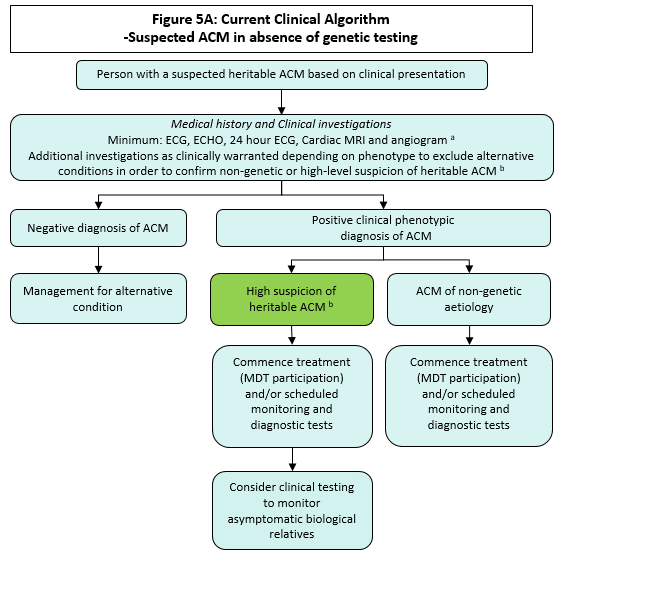 Figure 5A: Current Clinical Algorithm
-Suspected ACM in absence of genetic testing
Person with a suspected heritable ACM based on clinical presentation
Medical history and Clinical investigations
Minimum: ECG, ECHO, 24 hour ECG, Cardiac MRI and angiogram a
Additional investigations as clinically warranted depending on phenotype to exclude alternative
conditions in order to confirm non-genetic or high-level suspicion of heritable ACM b
Negative diagnosis of ACM
Positive clinical phenotypic
diagnosis of ACM
Management for alternative
condition
High suspicion of
heritable ACM b
ACM of non-genetic
aetiology
Commence treatment
(MDT participation)
and/or scheduled
monitoring and
diagnostic tests
Commence treatment
(MDT participation)
and/or scheduled
monitoring and
diagnostic tests
Consider clinical testing
to monitor
asymptomatic biological
relatives